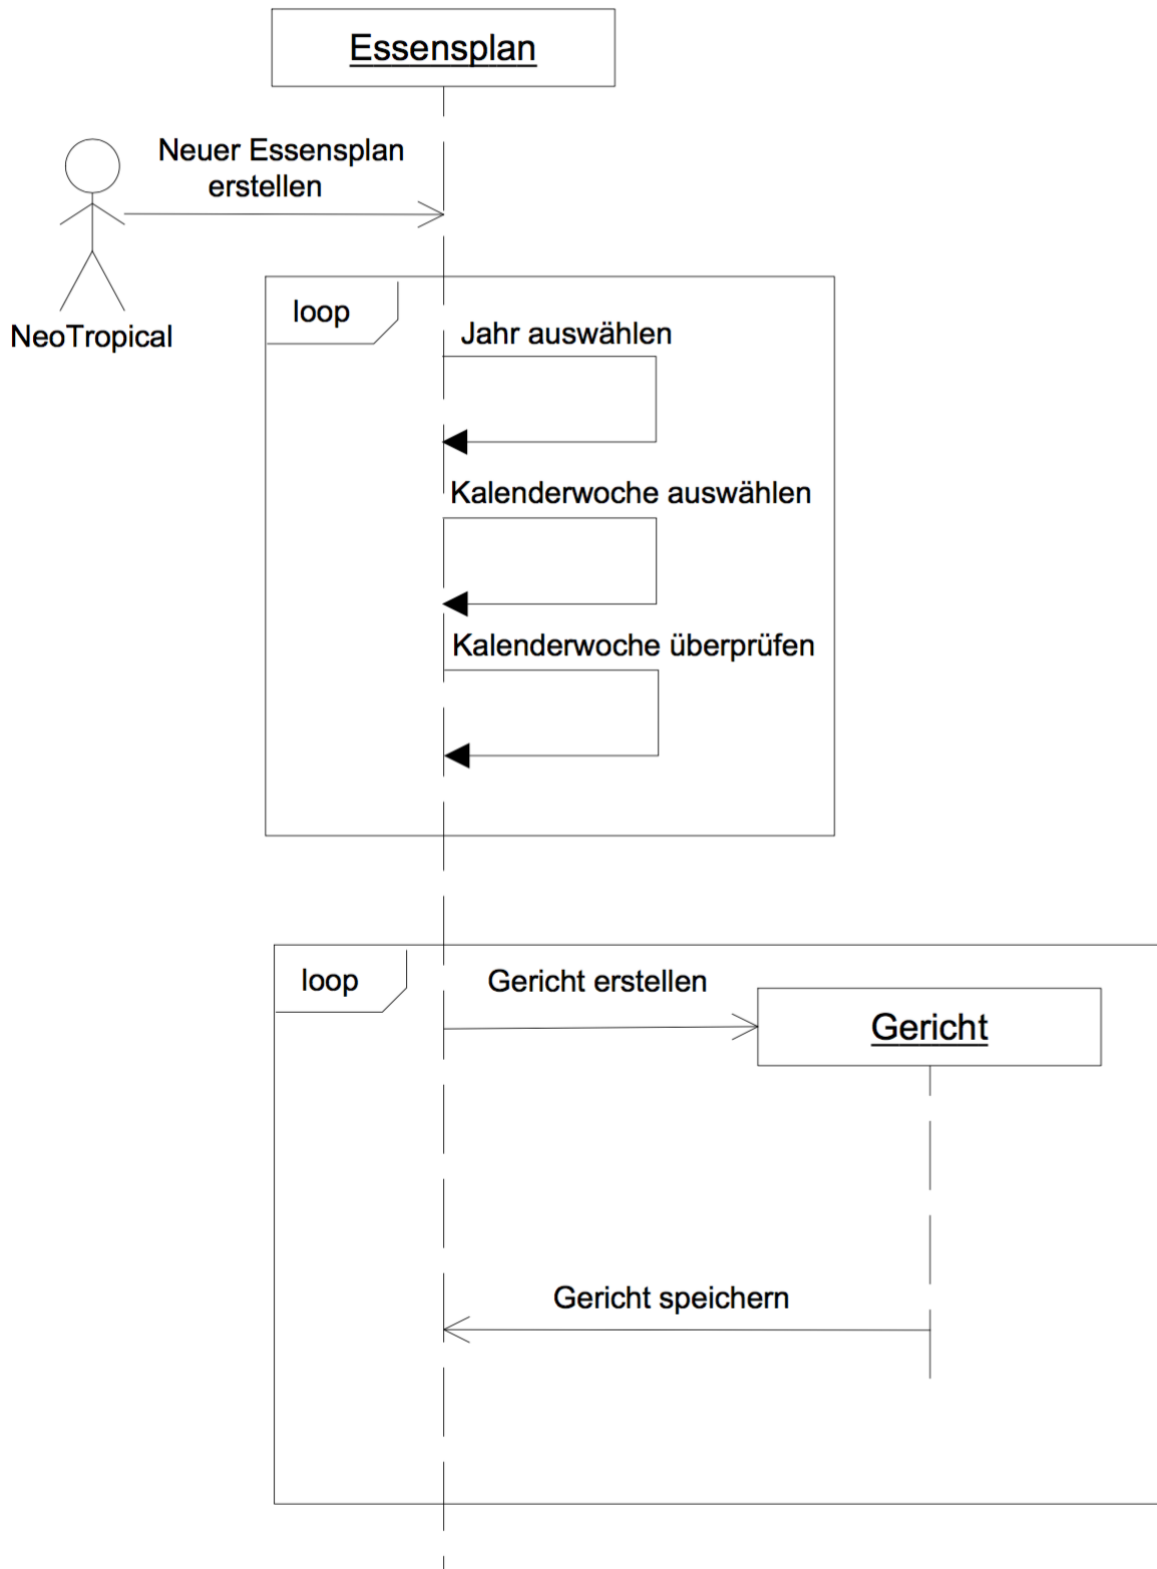 Essensplan
Neuer Essensplan
erstellen
NeoTropical
loop
Jahr auswählen
Kalenderwoche auswählen
Kalenderwoche überprüfen
loop
Gericht erstellen
Gericht
Gericht speichern